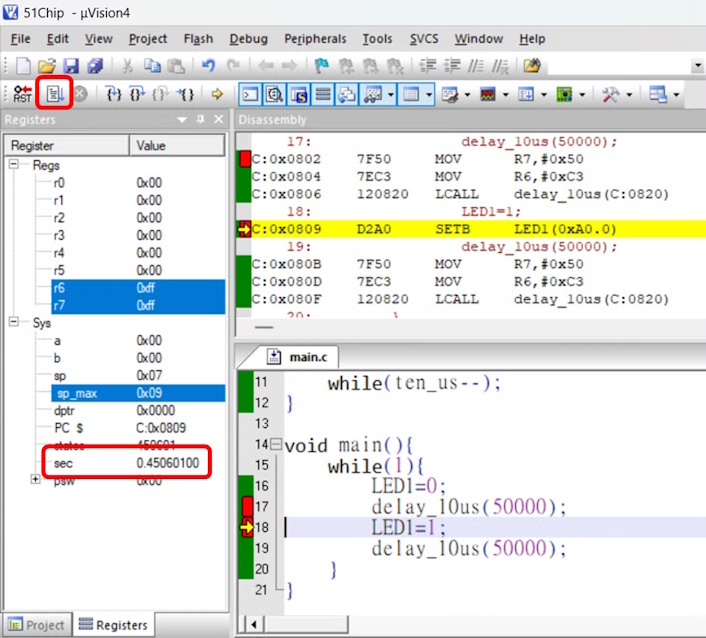 51Chip - µVision4
File Edit View Project Flash Debug Peripherals Tools SVCS Window Help
RST
Registers
Register Value
Regs
r0 0x00
r1 0x00
r2 0x00
r3 0x00
r4 0x00
r5 0x00
r6 0xff
r7 0xff
Sys
a 0x00
b 0x00
sp 0x07
sp_max 0x09
dptr 0x0000
PC $ C:0x0809
states 450601
sec 0.45060100
psw 0x00
Project Registers
Disassembly
17: delay_10us(50000);
C:0x0802 7F50 MOV R7,#0x50
C:0x0804 7EC3 MOV R6,#0xC3
C:0x0806 120820 LCALL delay_10us(C:0820)
18: LED1=1;
C:0x0809 D2A0 SETB LED1(0xA0.0)
19: delay_10us(50000);
C:0x080B 7F50 MOV R7,#0x50
C:0x080D 7EC3 MOV R6,#0xC3
C:0x080F 120820 LCALL delay_10us(C:0820)
20: }
main.c
11 while(ten_us--);
12 }
13
14 void main(){
15 while(1){
16 LED1=0;
17 delay_10us(50000);
18 LED1=1;
19 delay_10us(50000);
20 }
21 }